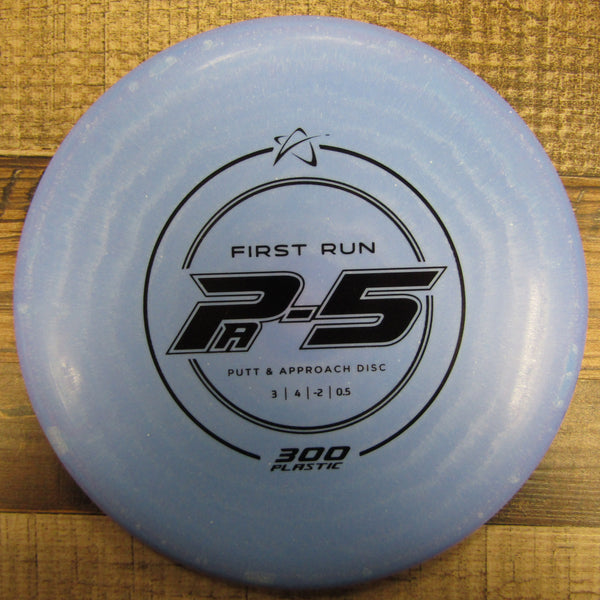 FIRST RUN
PA-5
PUTT & APPROACH DISC
3 | 4 | -2 | 0.5
300
PLASTIC